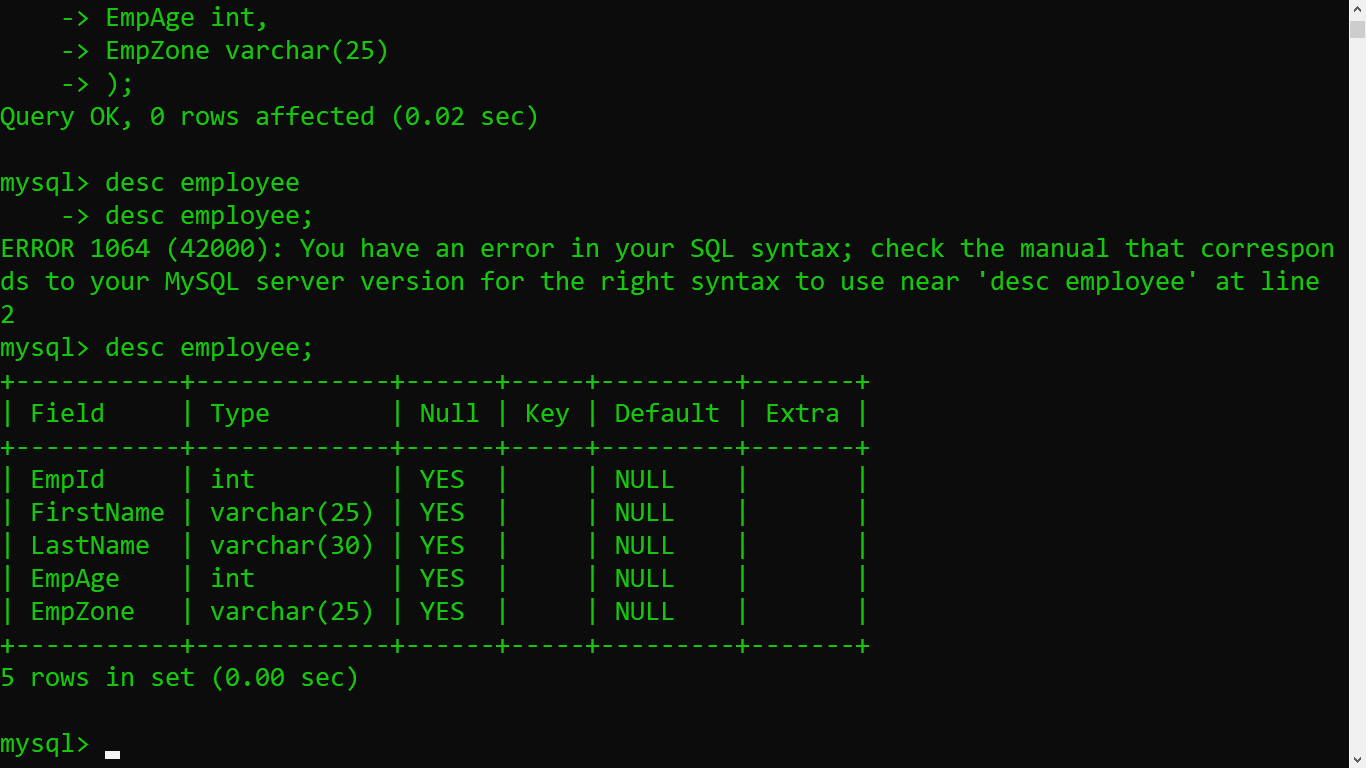 -> EmpAge int,
    -> EmpZone varchar(25)
    -> );
Query OK, 0 rows affected (0.02 sec)

mysql> desc employee
    -> desc employee;
ERROR 1064 (42000): You have an error in your SQL syntax; check the manual that correspon
ds to your MySQL server version for the right syntax to use near 'desc employee' at line
2
mysql> desc employee;
+-----------+-------------+------+-----+---------+-------+
| Field     | Type        | Null | Key | Default | Extra |
+-----------+-------------+------+-----+---------+-------+
| EmpId     | int         | YES  |     | NULL    |       |
| FirstName | varchar(25) | YES  |     | NULL    |       |
| LastName  | varchar(30) | YES  |     | NULL    |       |
| EmpAge    | int         | YES  |     | NULL    |       |
| EmpZone   | varchar(25) | YES  |     | NULL    |       |
+-----------+-------------+------+-----+---------+-------+
5 rows in set (0.00 sec)

mysql>